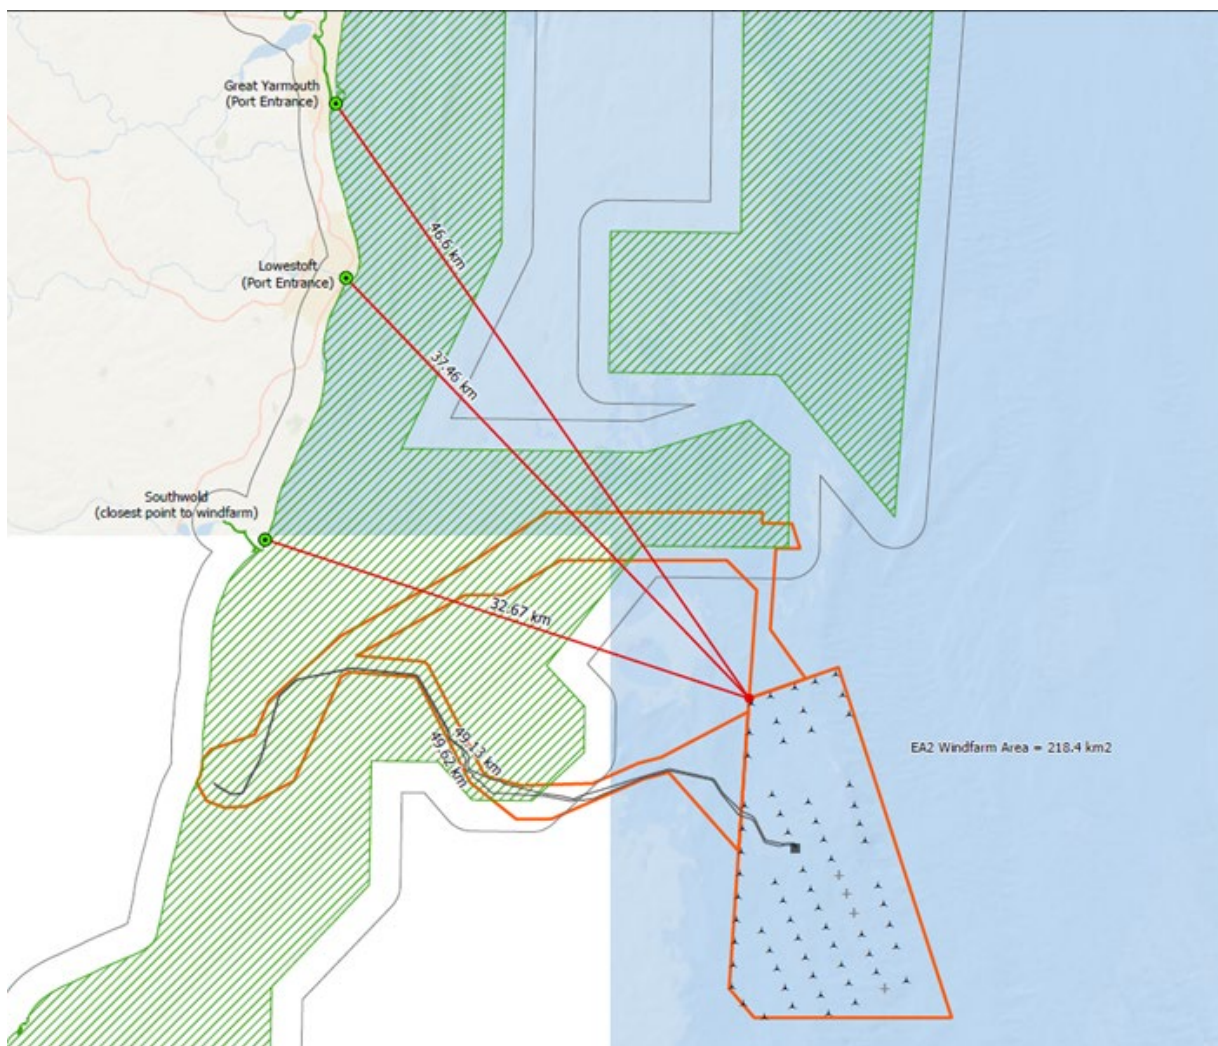 Great Yarmouth
(Port Entrance)
46.6 km
Lowestoft
(Port Entrance)
37.46 km
Southwold
(closest point to windfarm)
32.67 km
49.13 km
49.62 km
EA2 Windfarm Area = 218.4 km2